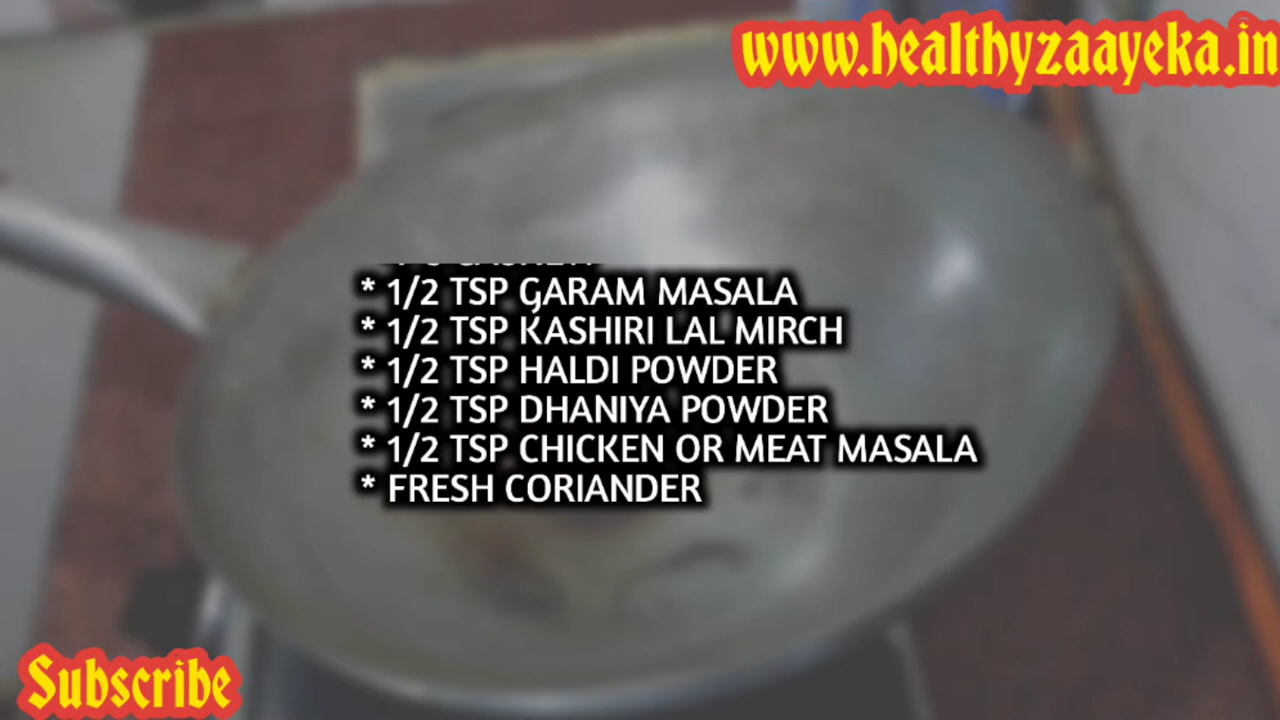 www.healthyzaayeka.in
* 1/2 TSP GARAM MASALA
* 1/2 TSP KASHIRI LAL MIRCH
* 1/2 TSP HALDI POWDER
* 1/2 TSP DHANIYA POWDER
* 1/2 TSP CHICKEN OR MEAT MASALA
* FRESH CORIANDER
Subscribe